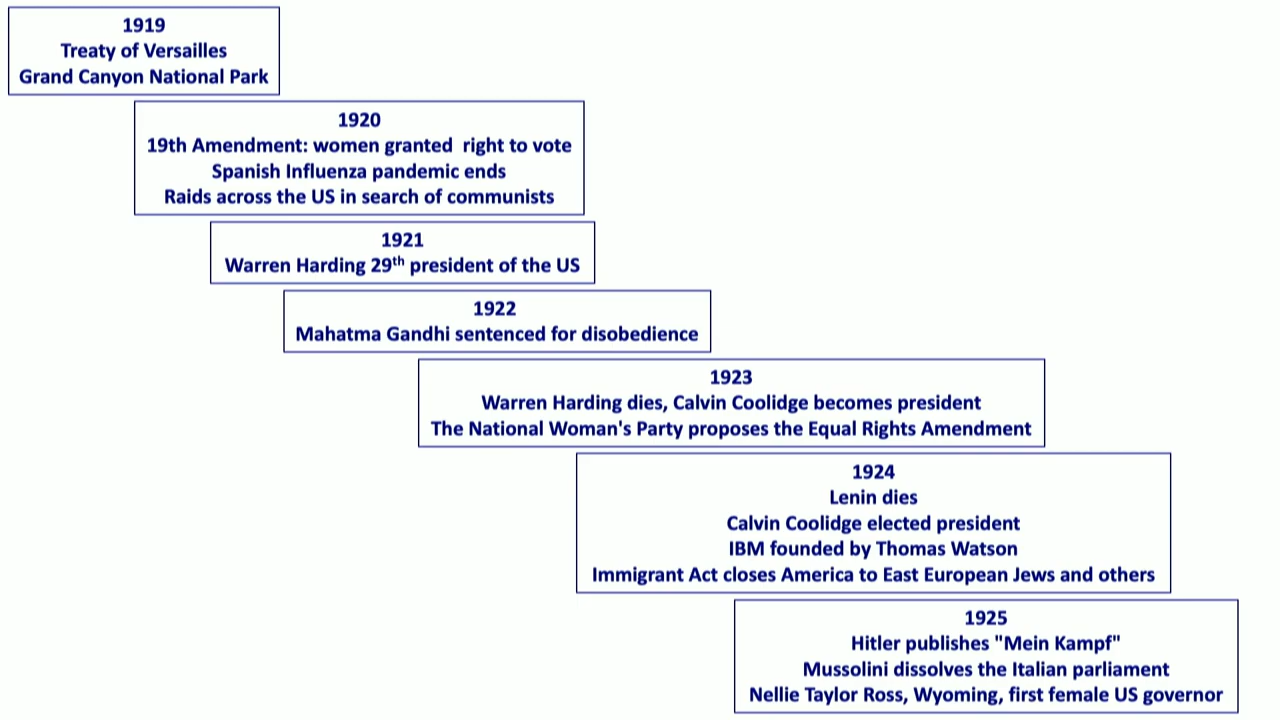 1919
Treaty of Versailles
Grand Canyon National Park
1920
19th Amendment: women granted  right to vote
Spanish Influenza pandemic ends
Raids across the US in search of communists
1921
Warren Harding 29th president of the US
1922
Mahatma Gandhi sentenced for disobedience
1923
Warren Harding dies, Calvin Coolidge becomes president
The National Woman's Party proposes the Equal Rights Amendment
1924
Lenin dies
Calvin Coolidge elected president
IBM founded by Thomas Watson
Immigrant Act closes America to East European Jews and others
1925
Hitler publishes "Mein Kampf"
Mussolini dissolves the Italian parliament
Nellie Taylor Ross, Wyoming, first female US governor